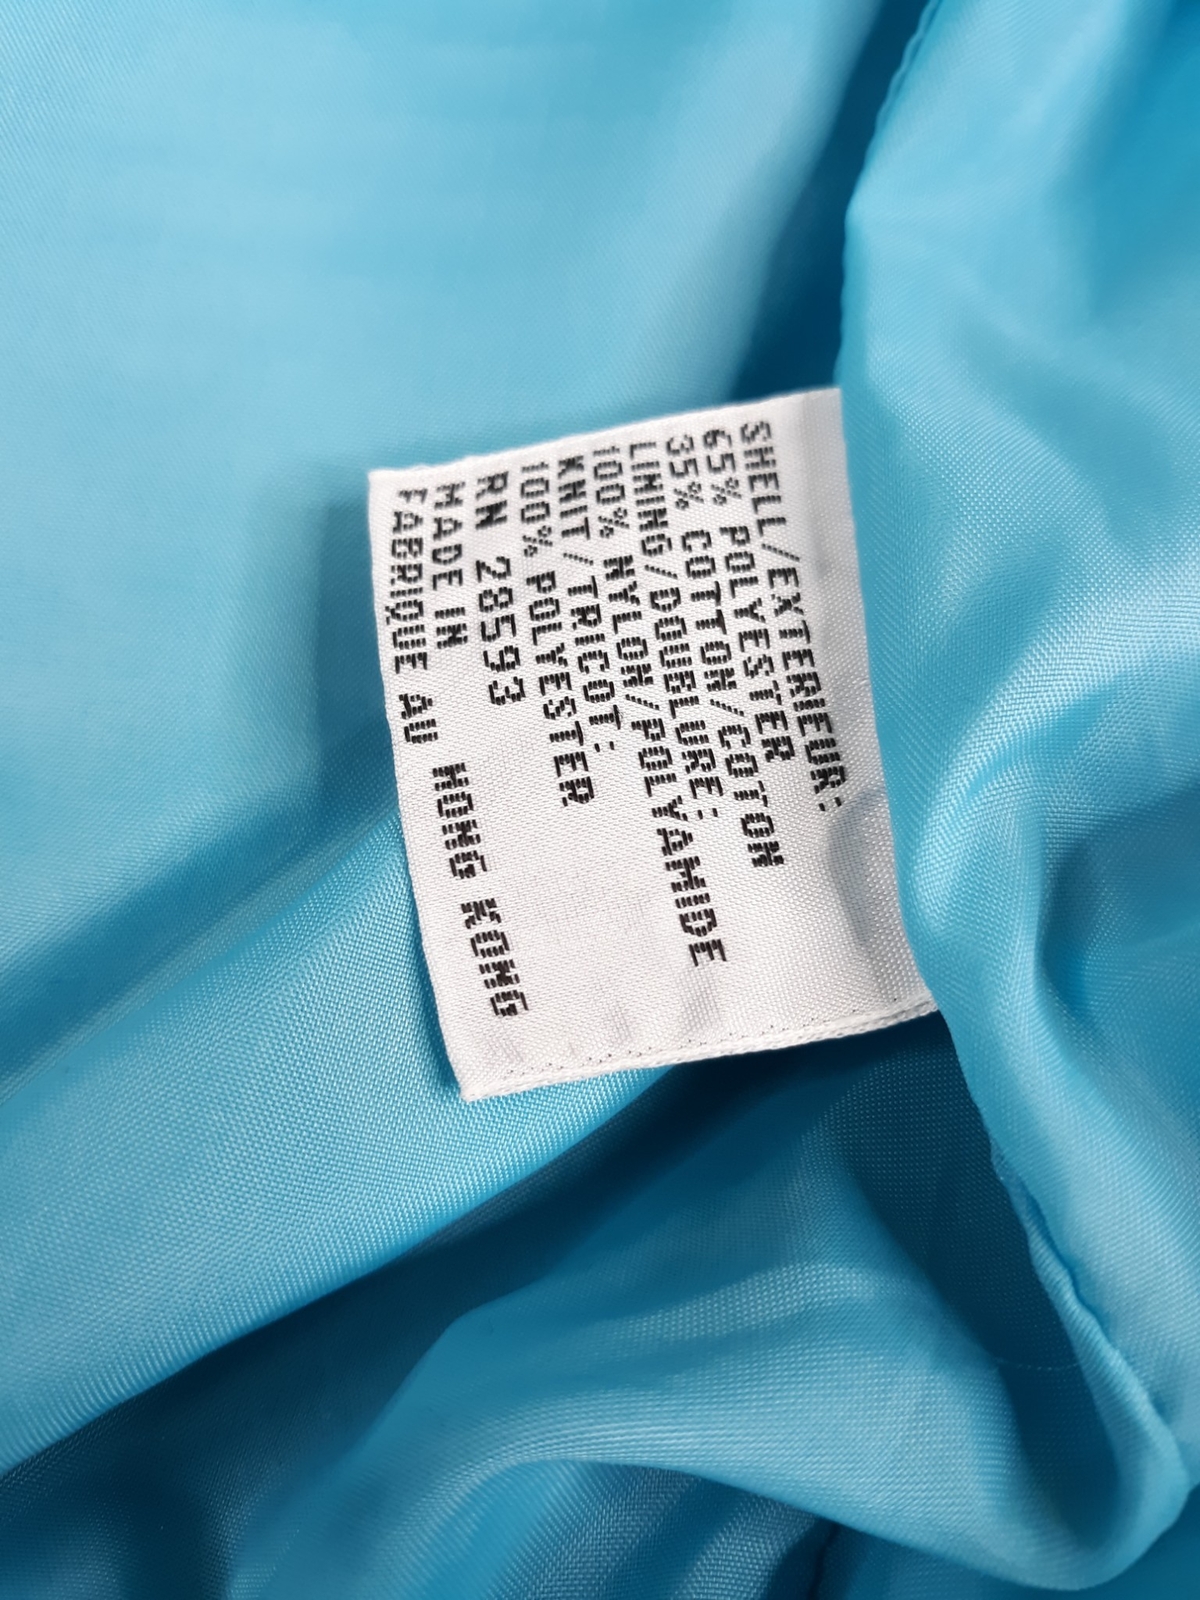 SHELL/EXTERIEUR:
65% POLYESTER
35% COTTON/COTON
LINING/DOUBLURE:
100% NYLON/POLYAMIDE
KNIT/TRICOT:
100% POLYESTER
RN 28593
MADE IN
FABRIQUE AU HONG KONG